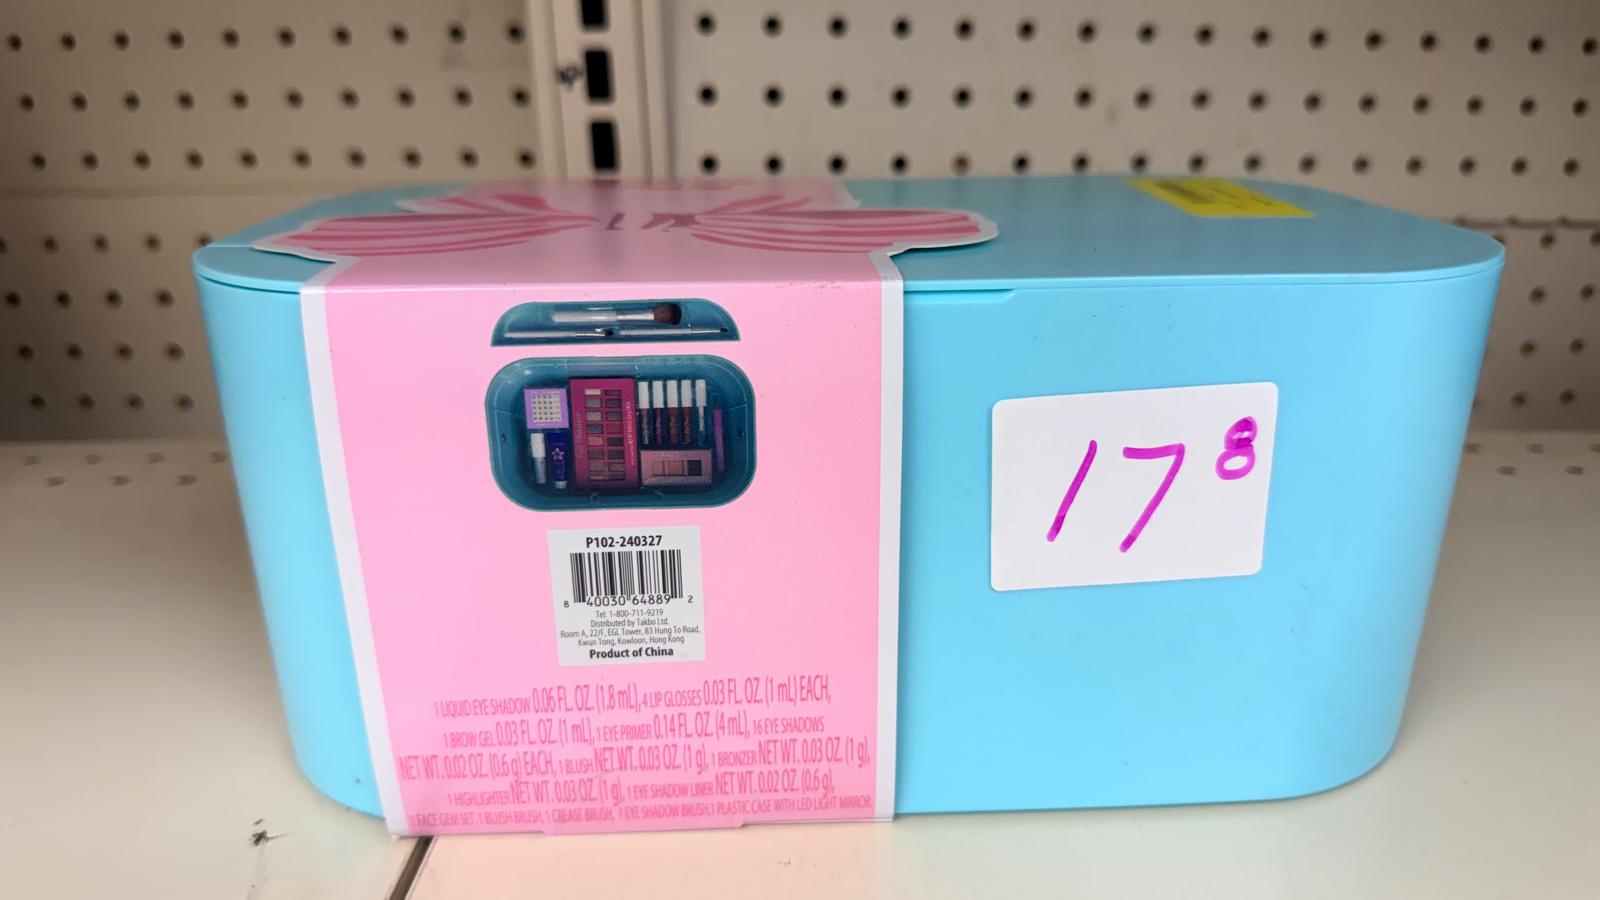 P102-240327
8 40030 64889 2
Tel: 1-800-711-9219
Distributed by Takbo Ltd.
Room A, 22/F, EGL Tower, 83 Hung To Road,
Kwun Tong, Kowloon, Hong Kong
Product of China
1 LIQUID EYE SHADOW 0.06 FL. OZ. (1.8 mL), 4 LIP GLOSSES 0.03 FL. OZ. (1 mL) EACH,
1 BROW GEL 0.03 FL. OZ. (1 mL), 1 EYE PRIMER 0.14 FL. OZ. (4 mL), 16 EYE SHADOWS
NET WT. 0.02 OZ. (0.6 g) EACH, 1 BLUSH NET WT. 0.03 OZ. (1 g), 1 BRONZER NET WT. 0.03 OZ. (1 g),
1 HIGHLIGHTER NET WT. 0.03 OZ. (1 g), 1 EYE SHADOW LINER NET WT. 0.02 OZ. (0.6 g),
1 FACE GEM SET, 1 BLUSH BRUSH, 1 CREASE BRUSH, 1 EYE SHADOW BRUSH, 1 PLASTIC CASE WITH LED LIGHT MIRROR.
17 8